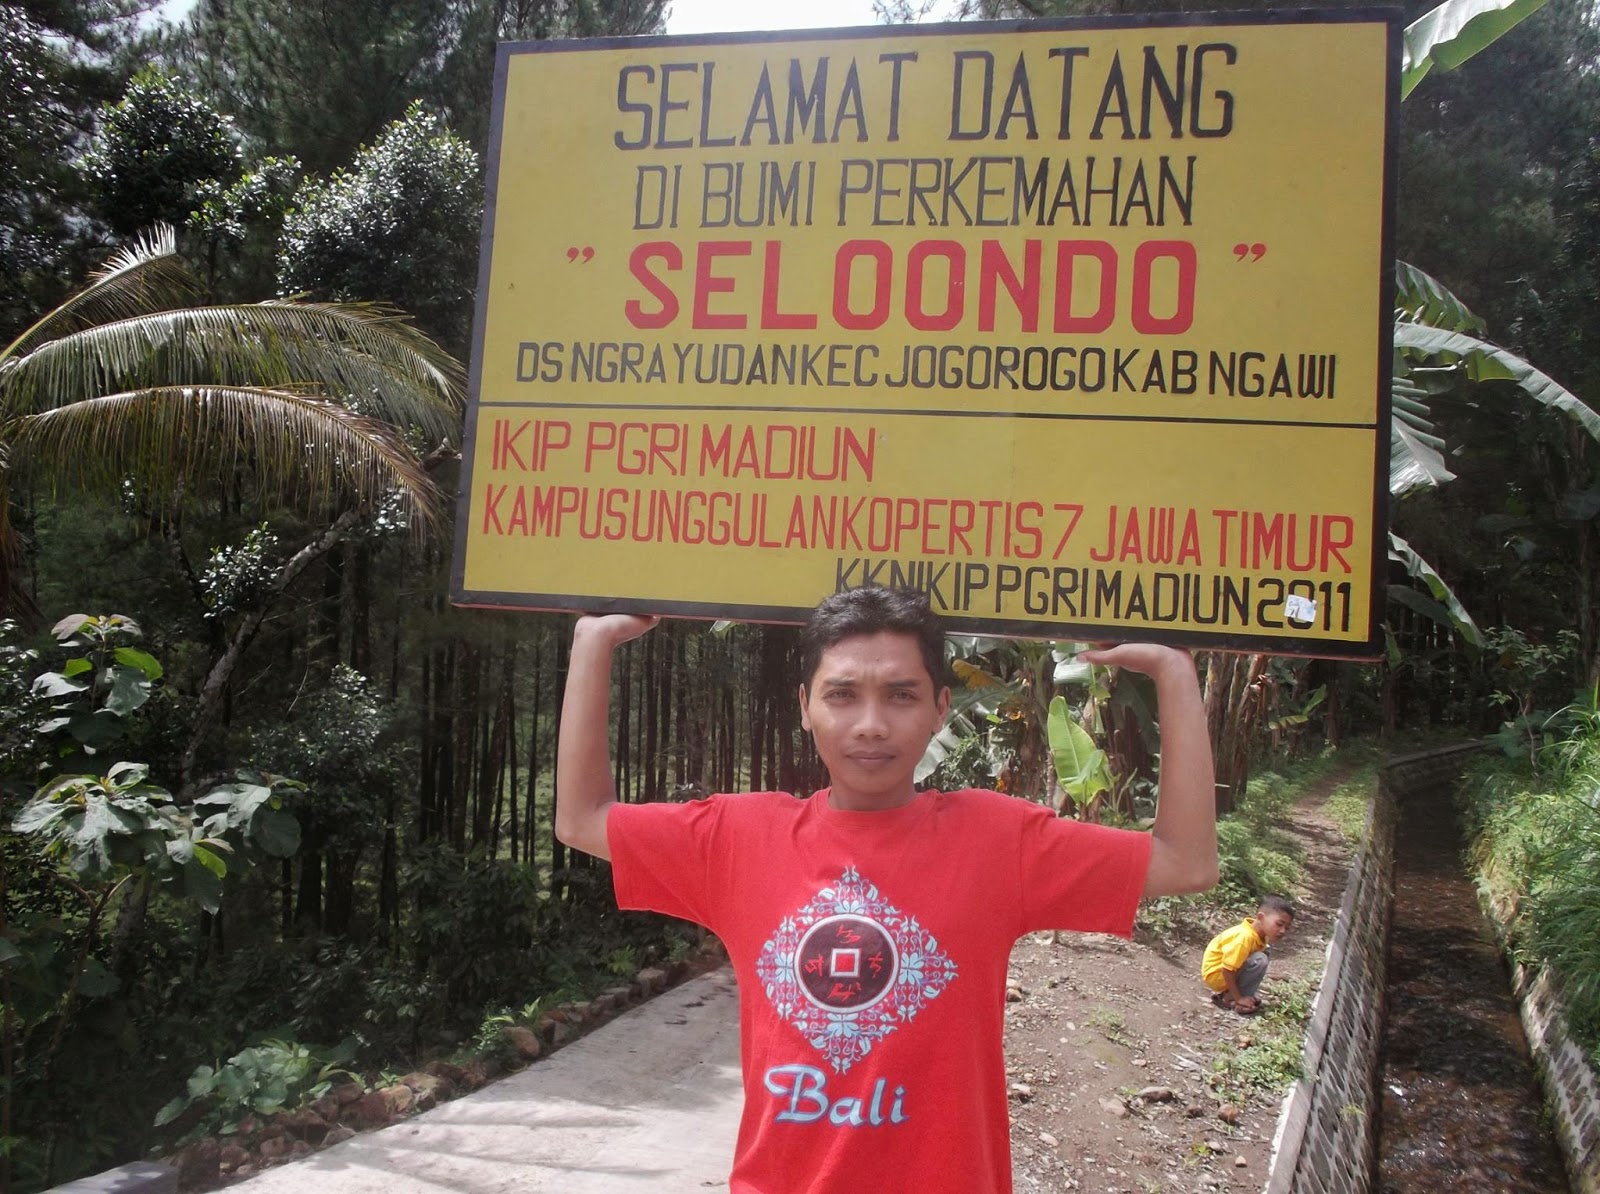 SELAMAT DATANG
DI BUMI PERKEMAHAN
" SELOONDO "
DS NGRAYUDAN KEC JOGOROGO KAB NGAWI
IKIP PGRI MADIUN
KAMPUS UNGGULAN KOPERTIS 7 JAWA TIMUR
KKN IKIP PGRI MADIUN 2011
Bali